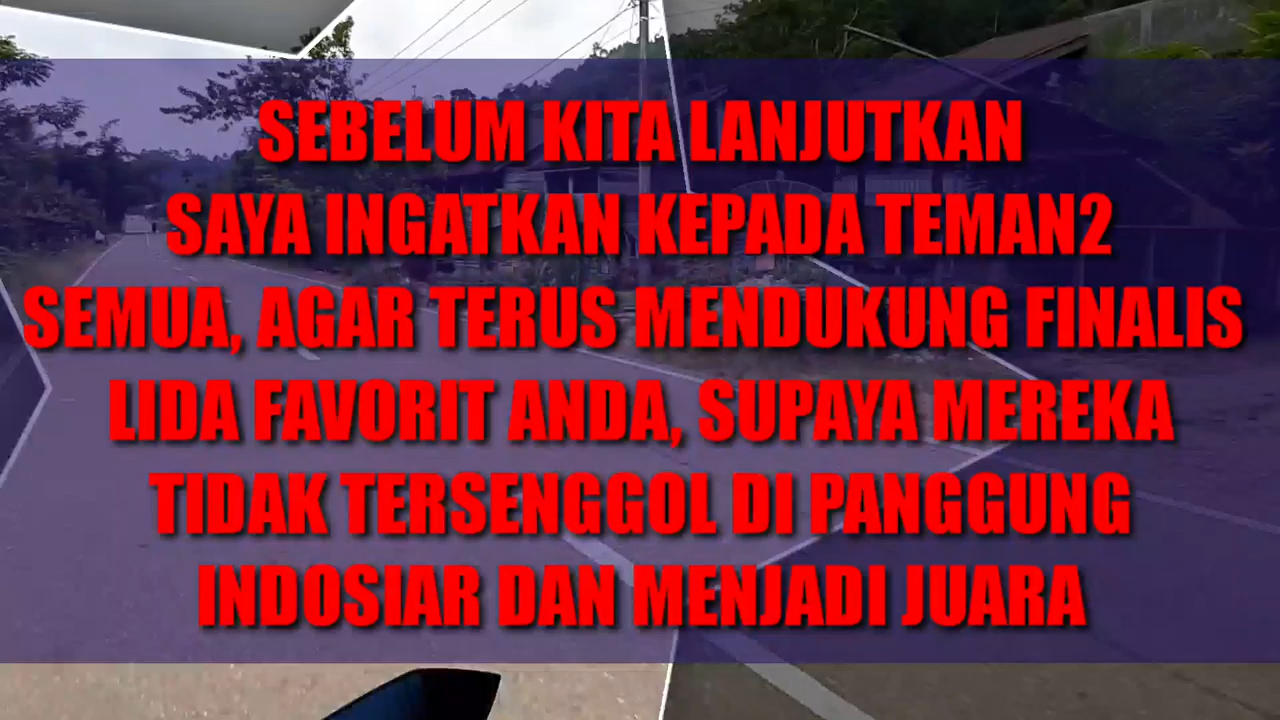 SEBELUM KITA LANJUTKAN
SAYA INGATKAN KEPADA TEMAN2
SEMUA, AGAR TERUS MENDUKUNG FINALIS
LIDA FAVORIT ANDA, SUPAYA MEREKA
TIDAK TERSENGGOL DI PANGGUNG
INDOSIAR DAN MENJADI JUARA